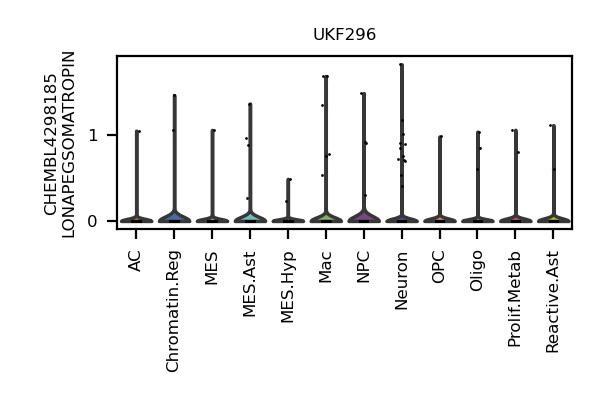 UKF296
CHEMBL4298185
LONAPEGSOMATROPIN
1
0
AC
Chromatin.Reg
MES
MES.Ast
MES.Hyp
Mac
NPC
Neuron
OPC
Oligo
Prolif.Metab
Reactive.Ast